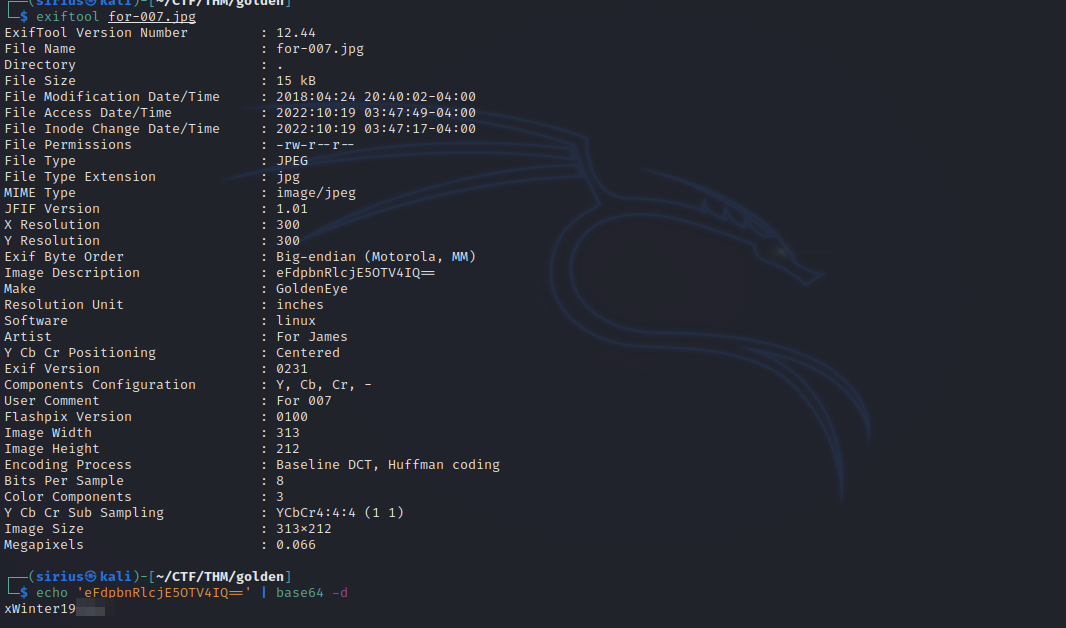 ┌──(sirius㉿kali)-[~/CTF/THM/golden]
└─$ exiftool for-007.jpg
ExifTool Version Number         : 12.44
File Name                       : for-007.jpg
Directory                       : .
File Size                       : 15 kB
File Modification Date/Time     : 2018:04:24 20:40:02-04:00
File Access Date/Time           : 2022:10:19 03:47:49-04:00
File Inode Change Date/Time     : 2022:10:19 03:47:17-04:00
File Permissions                : -rw-r--r--
File Type                       : JPEG
File Type Extension             : jpg
MIME Type                       : image/jpeg
JFIF Version                    : 1.01
X Resolution                    : 300
Y Resolution                    : 300
Exif Byte Order                 : Big-endian (Motorola, MM)
Image Description               : eFdpbnRlcjE5OTV4IQ==
Make                            : GoldenEye
Resolution Unit                 : inches
Software                        : linux
Artist                          : For James
Y Cb Cr Positioning             : Centered
Exif Version                    : 0231
Components Configuration        : Y, Cb, Cr, -
User Comment                    : For 007
Flashpix Version                : 0100
Image Width                     : 313
Image Height                    : 212
Encoding Process                : Baseline DCT, Huffman coding
Bits Per Sample                 : 8
Color Components                : 3
Y Cb Cr Sub Sampling            : YCbCr4:4:4 (1 1)
Image Size                      : 313×212
Megapixels                      : 0.066
┌──(sirius㉿kali)-[~/CTF/THM/golden]
└─$ echo 'eFdpbnRlcjE5OTV4IQ==' | base64 -d
xWinter19